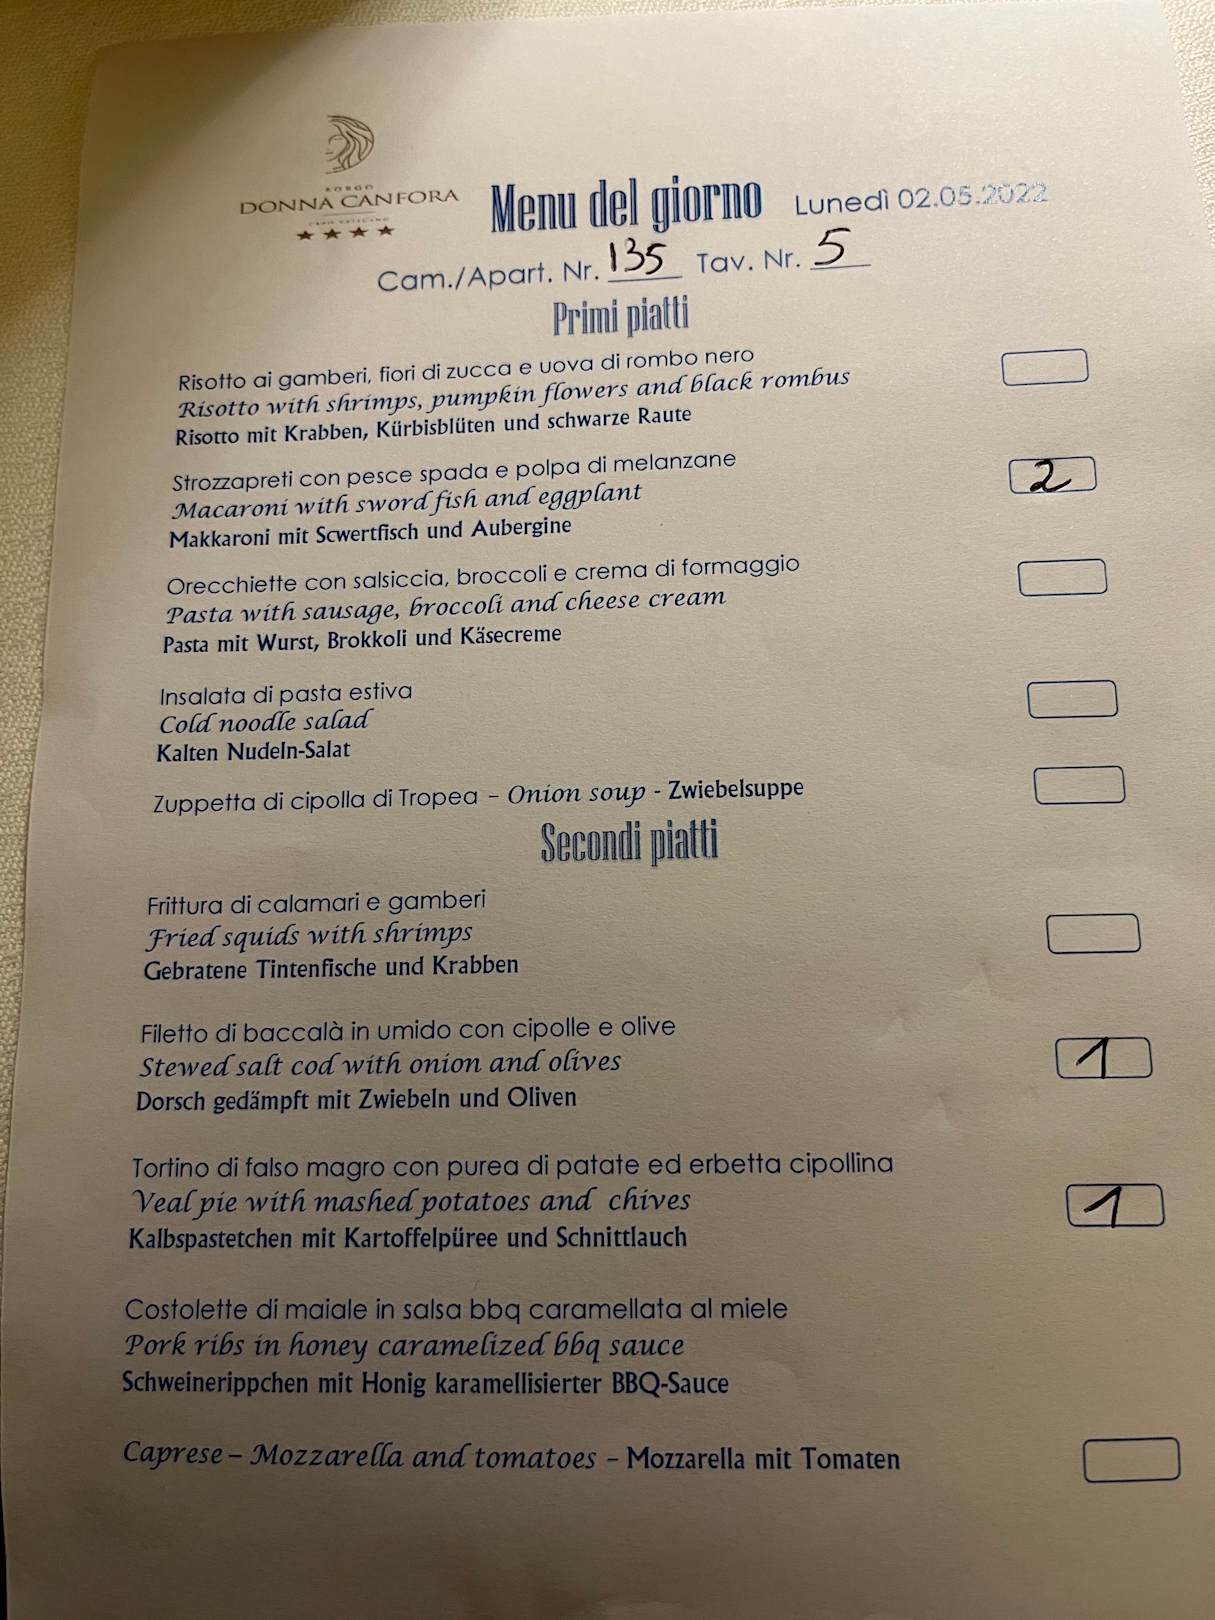 BORGO
DONNA CANFORA
CAPO VATICANO
Menu del giorno Lunedì 02.05.2022
Cam./Apart. Nr. 135 Tav. Nr. 5
Primi piatti
Risotto ai gamberi, fiori di zucca e uova di rombo nero
Risotto with shrimps, pumpkin flowers and black rombus
Risotto mit Krabben, Kürbisblüten und schwarze Raute
Strozzapreti con pesce spada e polpa di melanzane
2
Macaroni with sword fish and eggplant
Makkaroni mit Scwertfisch und Aubergine
Orecchiette con salsiccia, broccoli e crema di formaggio
Pasta with sausage, broccoli and cheese cream
Pasta mit Wurst, Brokkoli und Käsecreme
Insalata di pasta estiva
Cold noodle salad
Kalten Nudeln-Salat
Zuppetta di cipolla di Tropea – Onion soup - Zwiebelsuppe
Secondi piatti
Frittura di calamari e gamberi
Fried squids with shrimps
Gebratene Tintenfische und Krabben
Filetto di baccalà in umido con cipolle e olive
1
Stewed salt cod with onion and olives
Dorsch gedämpft mit Zwiebeln und Oliven
Tortino di falso magro con purea di patate ed erbetta cipollina
1
Veal pie with mashed potatoes and chives
Kalbspastetchen mit Kartoffelpüree und Schnittlauch
Costolette di maiale in salsa bbq caramellata al miele
Pork ribs in honey caramelized bbq sauce
Schweinerippchen mit Honig karamellisierter BBQ-Sauce
Caprese – Mozzarella and tomatoes – Mozzarella mit Tomaten